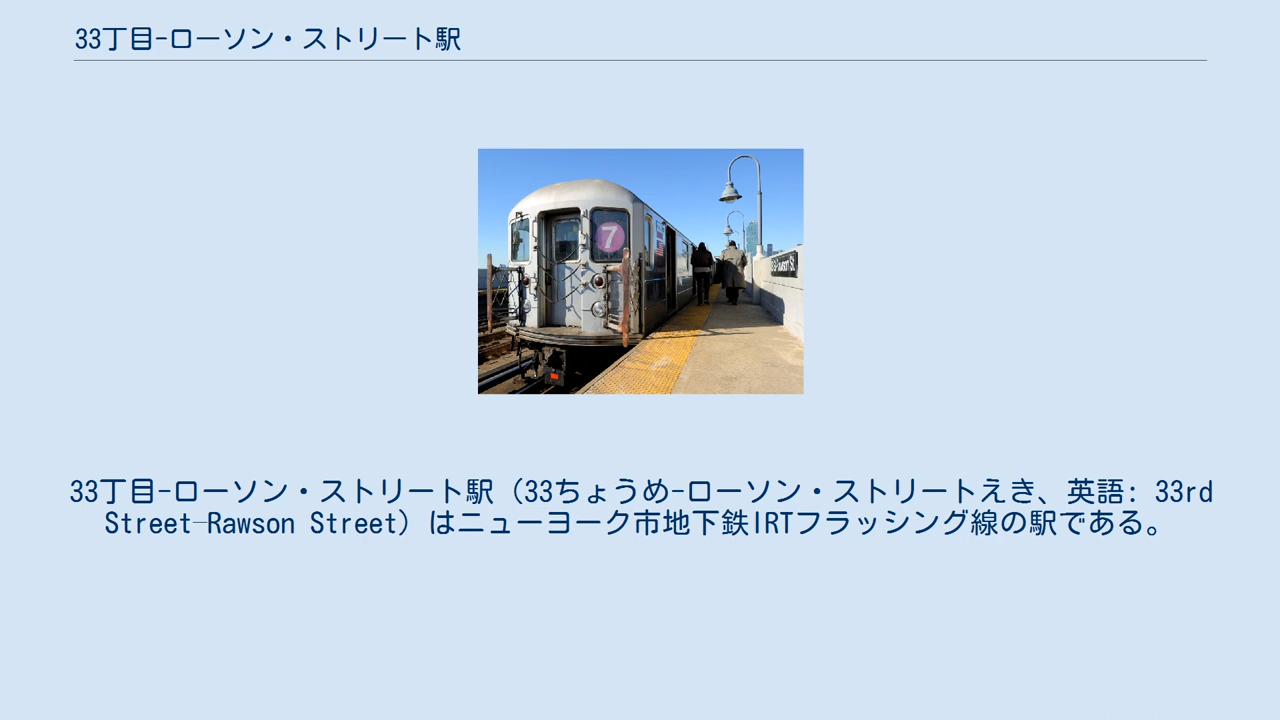 33丁目-ローソン・ストリート駅
7
33丁目-ローソン・ストリート駅（33ちょうめ-ローソン・ストリートえき、英語: 33rd
Street–Rawson Street）はニューヨーク市地下鉄IRTフラッシング線の駅である。